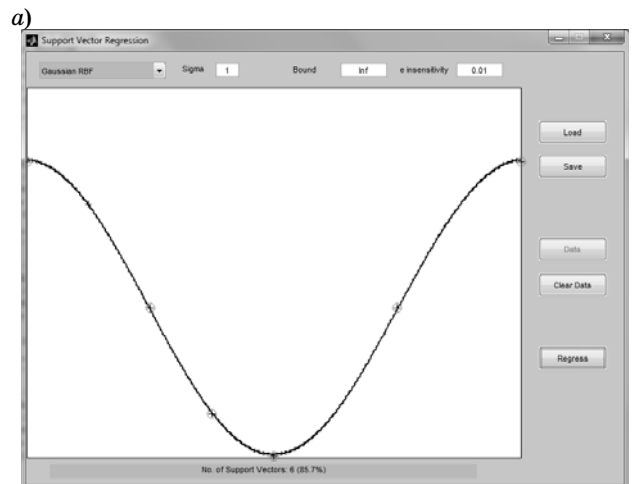 a)
Support Vector Regression
Gaussian RBF Sigma 1 Bound Inf e insensitivity 0.01
Load
Save
Data
Clear Data
Regress
No. of Support Vectors: 6 (85.7%)